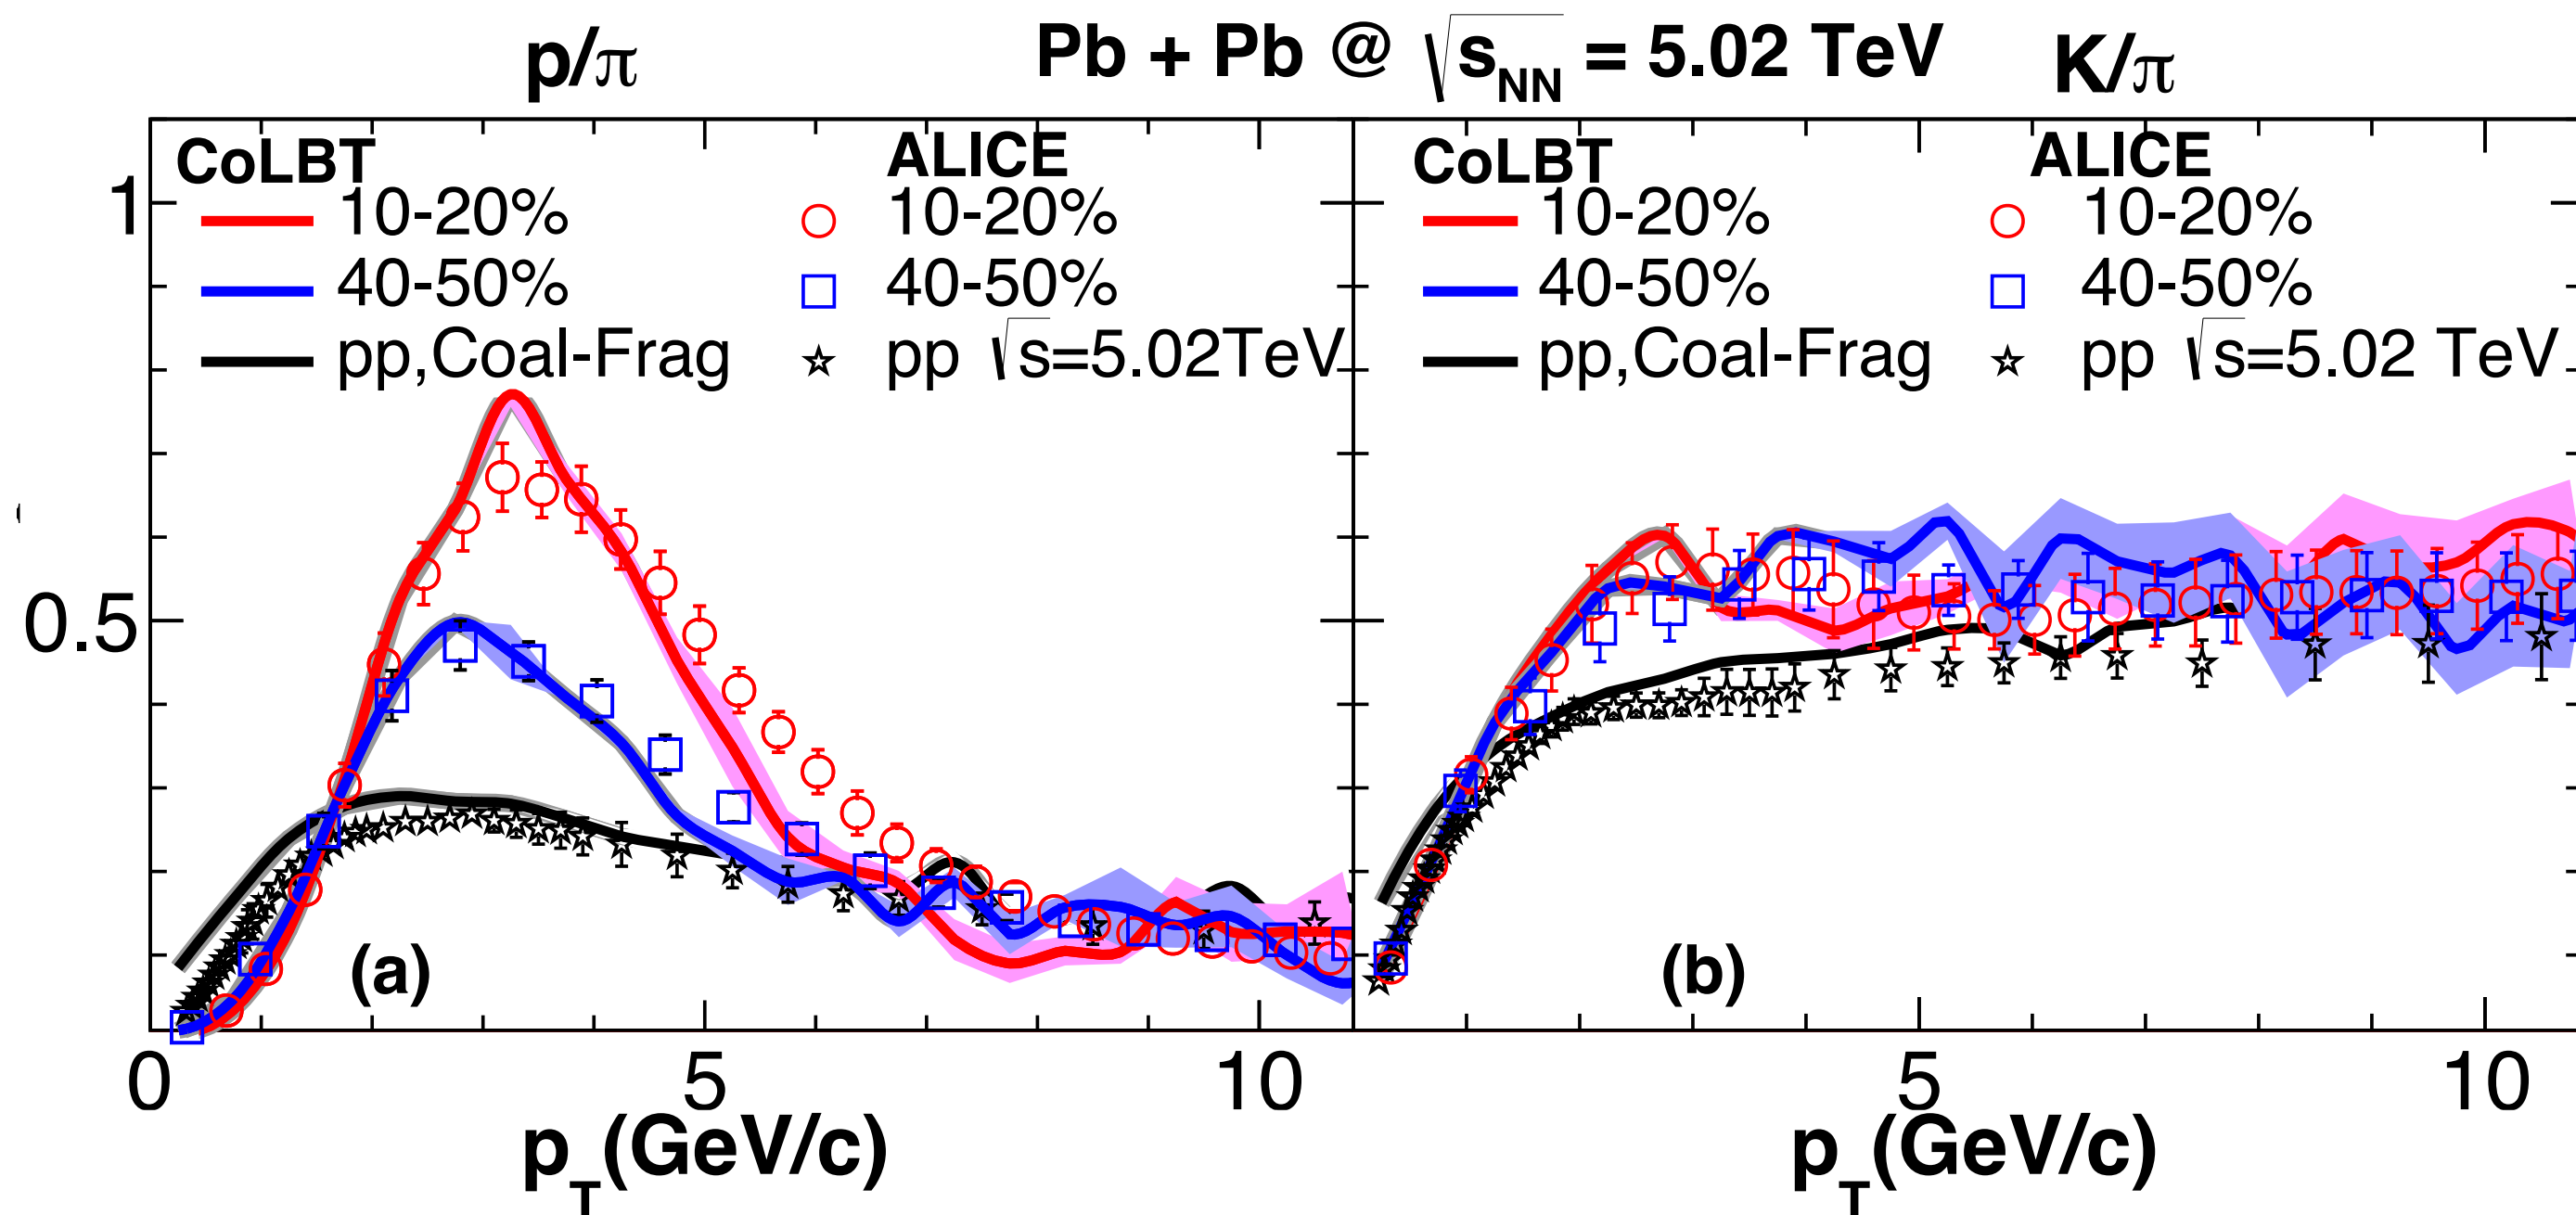 p/π Pb + Pb @ √s_NN = 5.02 TeV K/π
CoLBT ALICE
10-20% 10-20%
40-50% 40-50%
pp,Coal-Frag pp √s=5.02TeV
CoLBT ALICE
10-20% 10-20%
40-50% 40-50%
pp,Coal-Frag pp √s=5.02 TeV
1
0.5
(a)
(b)
0 5 10
5 10
p_T(GeV/c)
p_T(GeV/c)